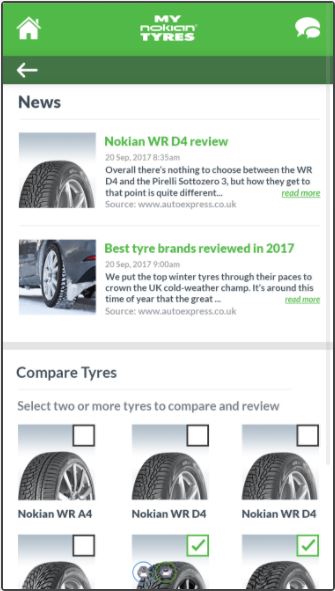 MY
nokian
TYRES
News
Nokian WR D4 review
20 Sep, 2017 8:35am
Overall there's nothing to choose between the WR
D4 and the Pirelli Sottozero 3, but how they get to
that point is quite different...
read more
Source: www.autoexpress.co.uk
Best tyre brands reviewed in 2017
20 Sep, 2017 9:00am
We put the top winter tyres through their paces to
crown the UK cold-weather champ. It's around this
time of year that the great ...
read more
Source: www.autoexpress.co.uk
Compare Tyres
Select two or more tyres to compare and review
Nokian WR A4
Nokian WR D4
Nokian WR D4